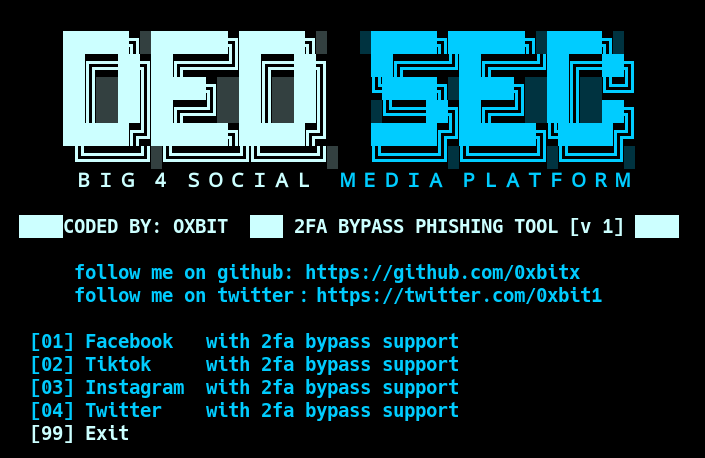 DED SEC
BIG 4 SOCIAL MEDIA PLATFORM
CODED BY: OXBIT 2FA BYPASS PHISHING TOOL [v 1]
follow me on github: https://github.com/0xbitx
follow me on twitter : https://twitter.com/0xbit1
[01] Facebook with 2fa bypass support
[02] Tiktok with 2fa bypass support
[03] Instagram with 2fa bypass support
[04] Twitter with 2fa bypass support
[99] Exit